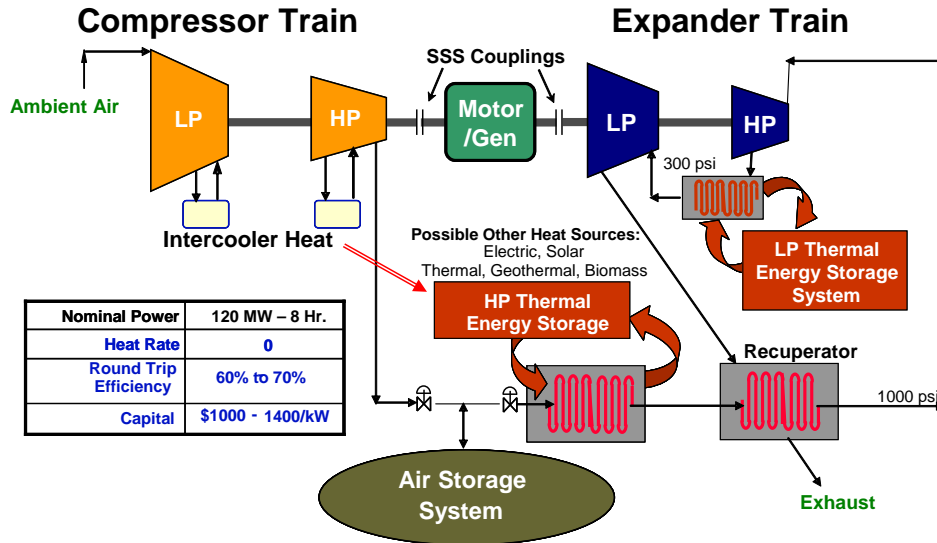 Compressor Train
Expander Train
SSS Couplings
Ambient Air
LP
HP
Motor
/Gen
LP
HP
300 psi
Intercooler Heat
Possible Other Heat Sources:
Electric, Solar
Thermal, Geothermal, Biomass
LP Thermal
Energy Storage
System
HP Thermal
Energy Storage
Nominal Power 120 MW – 8 Hr.
Heat Rate 0
Round Trip
Efficiency 60% to 70%
Capital $1000 - 1400/kW
Recuperator
1000 psi
Air Storage
System
Exhaust